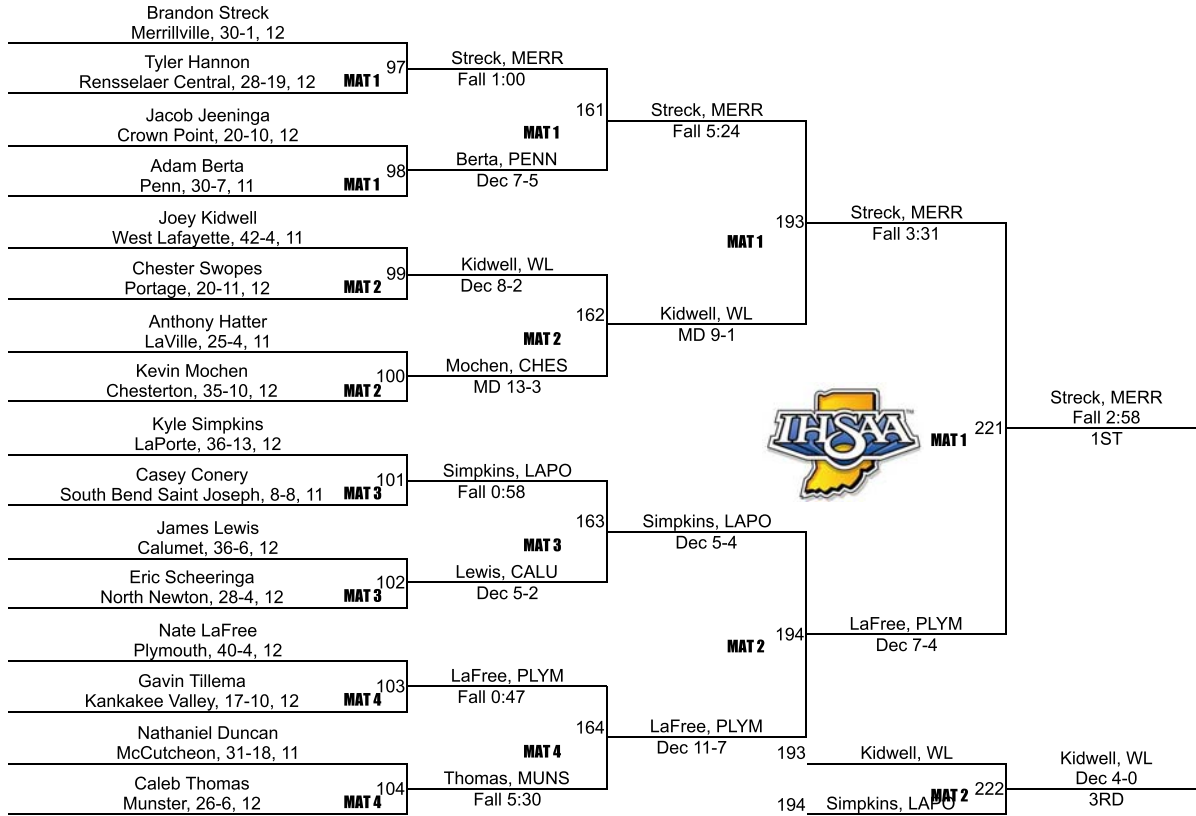 Brandon Streck
Merrillville, 30-1, 12
Tyler Hannon
Rensselaer Central, 28-19, 12
MAT 1
97
Jacob Jeeninga
Crown Point, 20-10, 12
Adam Berta
Penn, 30-7, 11
MAT 1
98
Joey Kidwell
West Lafayette, 42-4, 11
Chester Swopes
Portage, 20-11, 12
MAT 2
99
Anthony Hatter
LaVille, 25-4, 11
Kevin Mochen
Chesterton, 35-10, 12
MAT 2
100
Kyle Simpkins
LaPorte, 36-13, 12
Casey Conery
South Bend Saint Joseph, 8-8, 11
MAT 3
101
James Lewis
Calumet, 36-6, 12
Eric Scheeringa
North Newton, 28-4, 12
MAT 3
102
Nate LaFree
Plymouth, 40-4, 12
Gavin Tillema
Kankakee Valley, 17-10, 12
MAT 4
103
Nathaniel Duncan
McCutcheon, 31-18, 11
Caleb Thomas
Munster, 26-6, 12
MAT 4
104
Streck, MERR
Fall 1:00
161
MAT 1
Berta, PENN
Dec 7-5
Kidwell, WL
Dec 8-2
162
MAT 2
Mochen, CHES
MD 13-3
Simpkins, LAPO
Fall 0:58
163
MAT 3
Lewis, CALU
Dec 5-2
LaFree, PLYM
Fall 0:47
164
MAT 4
Thomas, MUNS
Fall 5:30
Streck, MERR
Fall 5:24
193
MAT 1
Kidwell, WL
MD 9-1
Simpkins, LAPO
Dec 5-4
194
MAT 2
LaFree, PLYM
Dec 11-7
Streck, MERR
Fall 3:31
IHSAA
TM
MAT 1
221
LaFree, PLYM
Dec 7-4
Streck, MERR
Fall 2:58
1ST
193
Kidwell, WL
194
Simpkins, LAPO
MAT 2
222
Kidwell, WL
Dec 4-0
3RD